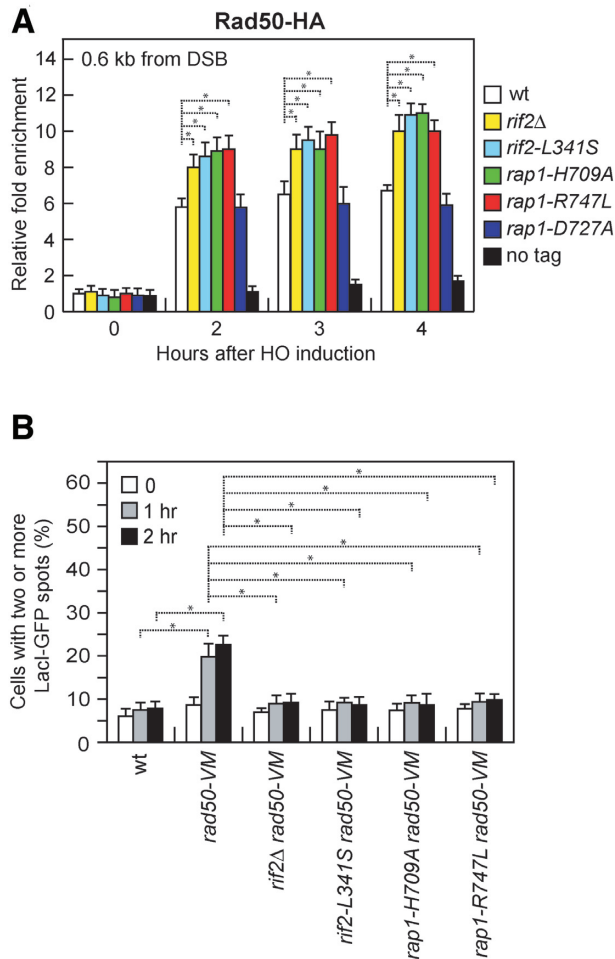 A
Rad50-HA
0.6 kb from DSB
Relative fold enrichment
14
12
10
8
6
4
2
0
* * * *
* * * *
* * * *
0 2 3 4
Hours after HO induction
wt
rif2Δ
rif2-L341S
rap1-H709A
rap1-R747L
rap1-D727A
no tag
B
Cells with two or more
LacI-GFP spots (%)
60
50
40
30
20
10
0
0
1 hr
2 hr
* * * *
* * * *
* *
wt
rad50-VM
rif2Δ rad50-VM
rif2-L341S rad50-VM
rap1-H709A rad50-VM
rap1-R747L rad50-VM